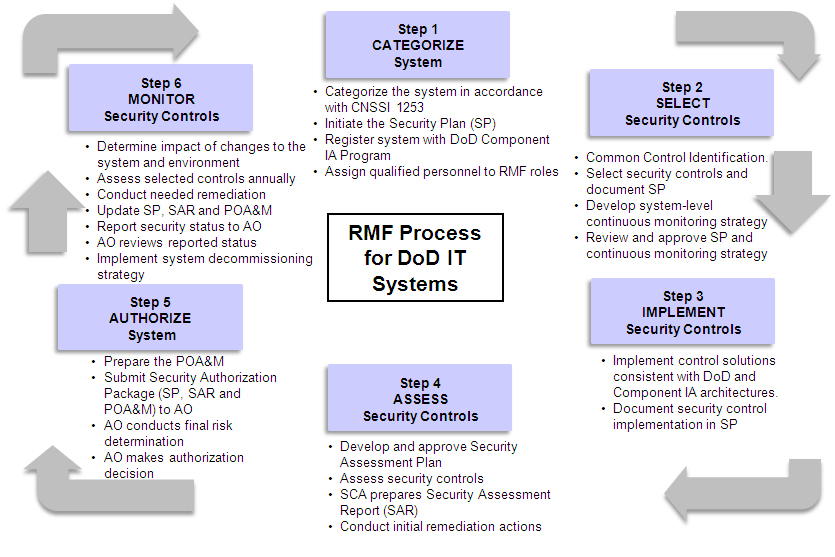 Step 1
CATEGORIZE
System
• Categorize the system in accordance
with CNSSI 1253
• Initiate the Security Plan (SP)
• Register system with DoD Component
IA Program
• Assign qualified personnel to RMF roles
Step 2
SELECT
Security Controls
• Common Control Identification.
• Select security controls and
document SP
• Develop system-level
continuous monitoring strategy
• Review and approve SP and
continuous monitoring strategy
Step 3
IMPLEMENT
Security Controls
• Implement control solutions
consistent with DoD and
Component IA architectures.
• Document security control
implementation in SP
Step 4
ASSESS
Security Controls
• Develop and approve Security
Assessment Plan
• Assess security controls
• SCA prepares Security Assessment
Report (SAR)
• Conduct initial remediation actions
Step 5
AUTHORIZE
System
• Prepare the POA&M
• Submit Security Authorization
Package (SP, SAR and
POA&M) to AO
• AO conducts final risk
determination
• AO makes authorization
decision
Step 6
MONITOR
Security Controls
• Determine impact of changes to the
system and environment
• Assess selected controls annually
• Conduct needed remediation
• Update SP, SAR and POA&M
• Report security status to AO
• AO reviews reported status
• Implement system decommissioning
strategy
RMF Process
for DoD IT
Systems